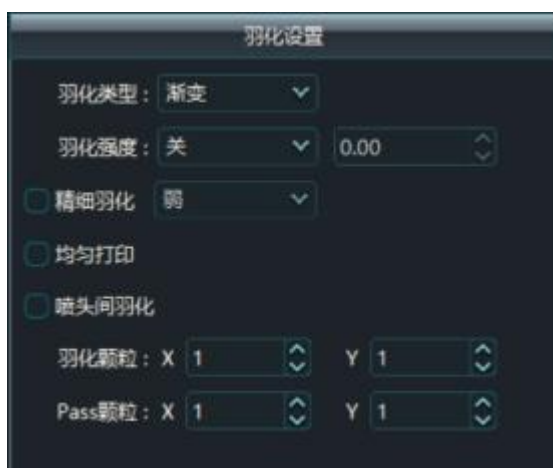 羽化设置
羽化类型： 渐变
羽化强度： 关 0.00
精细羽化 弱
均匀打印
喷头间羽化
羽化颗粒： X 1 Y 1
Pass颗粒： X 1 Y 1